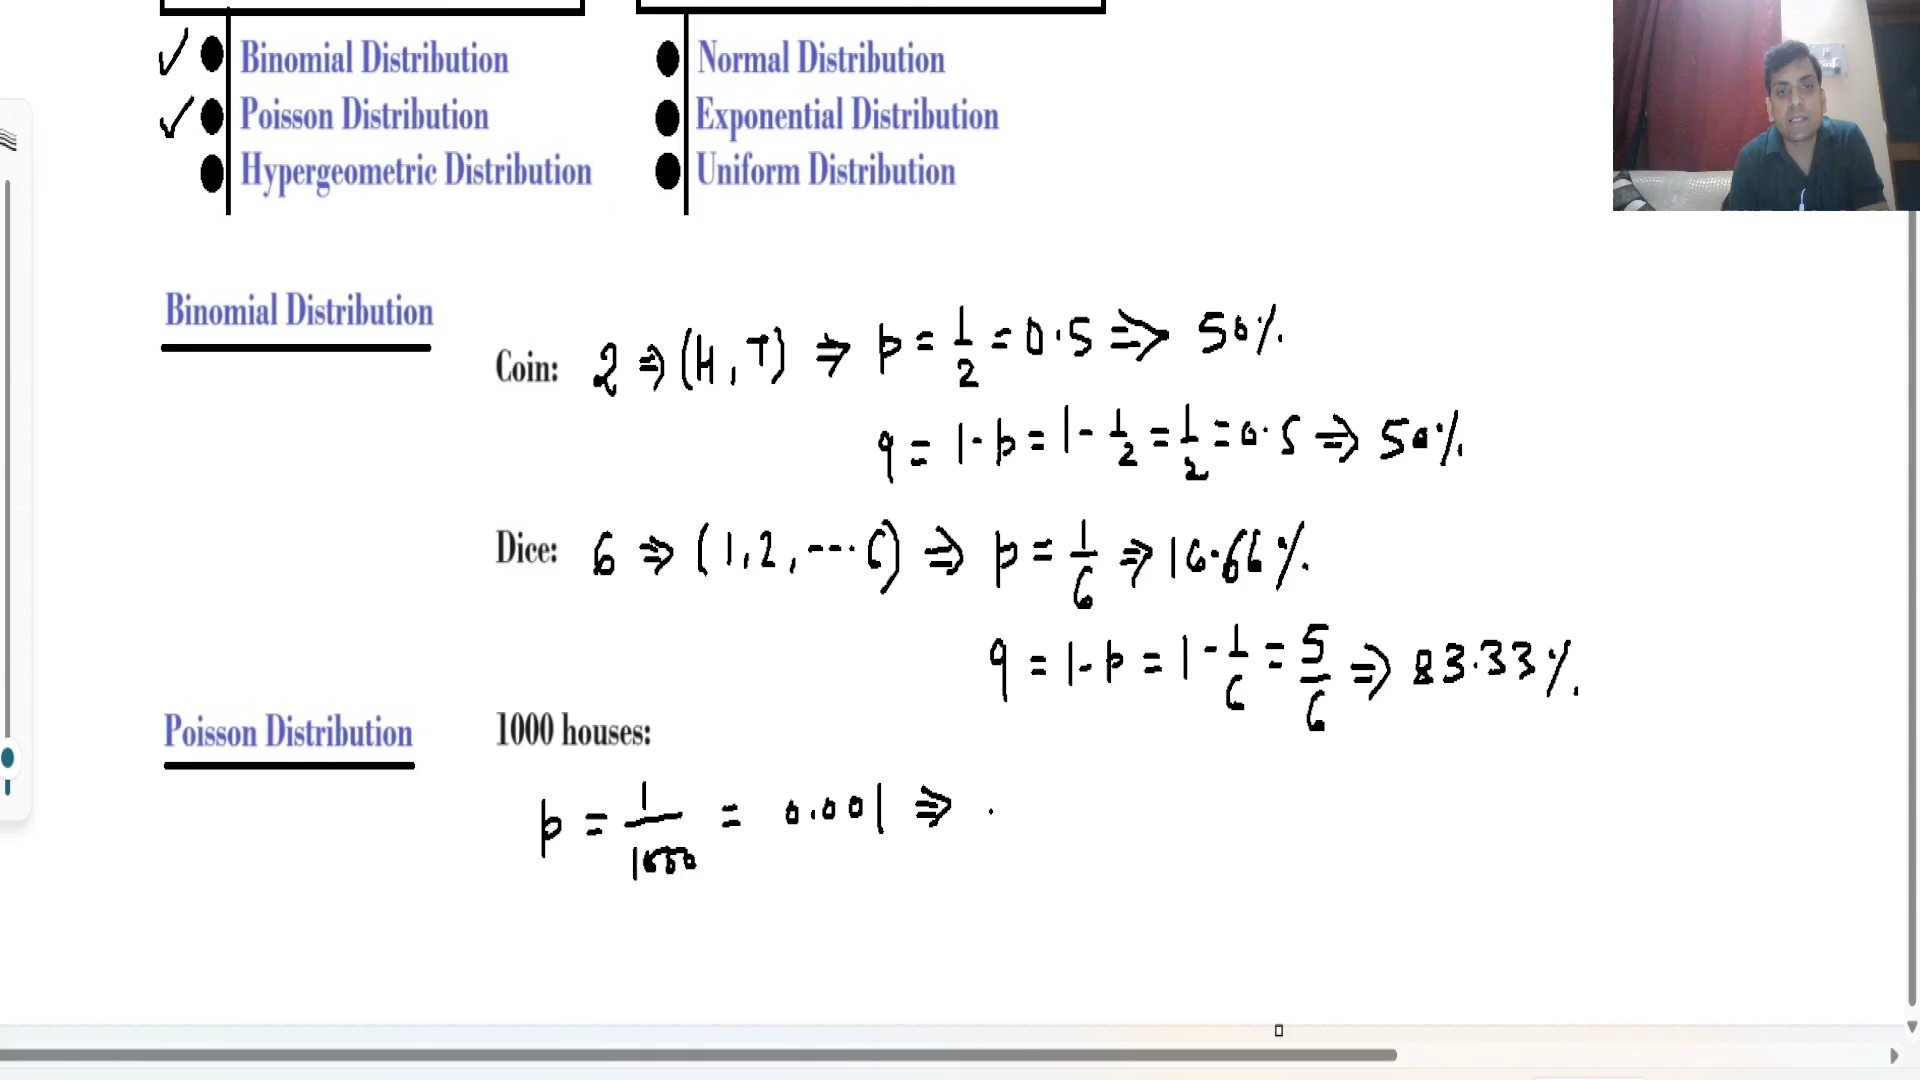 ✓ ● Binomial Distribution
✓ ● Poisson Distribution
● Hypergeometric Distribution
● Normal Distribution
● Exponential Distribution
● Uniform Distribution
Binomial Distribution
Coin: 2 ⇒ (H, T) ⇒ p = 1/2 = 0.5 ⇒ 50%
q = 1 - p = 1 - 1/2 = 1/2 = 0.5 ⇒ 50%
Dice: 6 ⇒ (1, 2, ---- 6) ⇒ p = 1/6 ⇒ 16.66%
q = 1 - p = 1 - 1/6 = 5/6 ⇒ 83.33%
Poisson Distribution
1000 houses:
p = 1/1000 = 0.001 ⇒ .